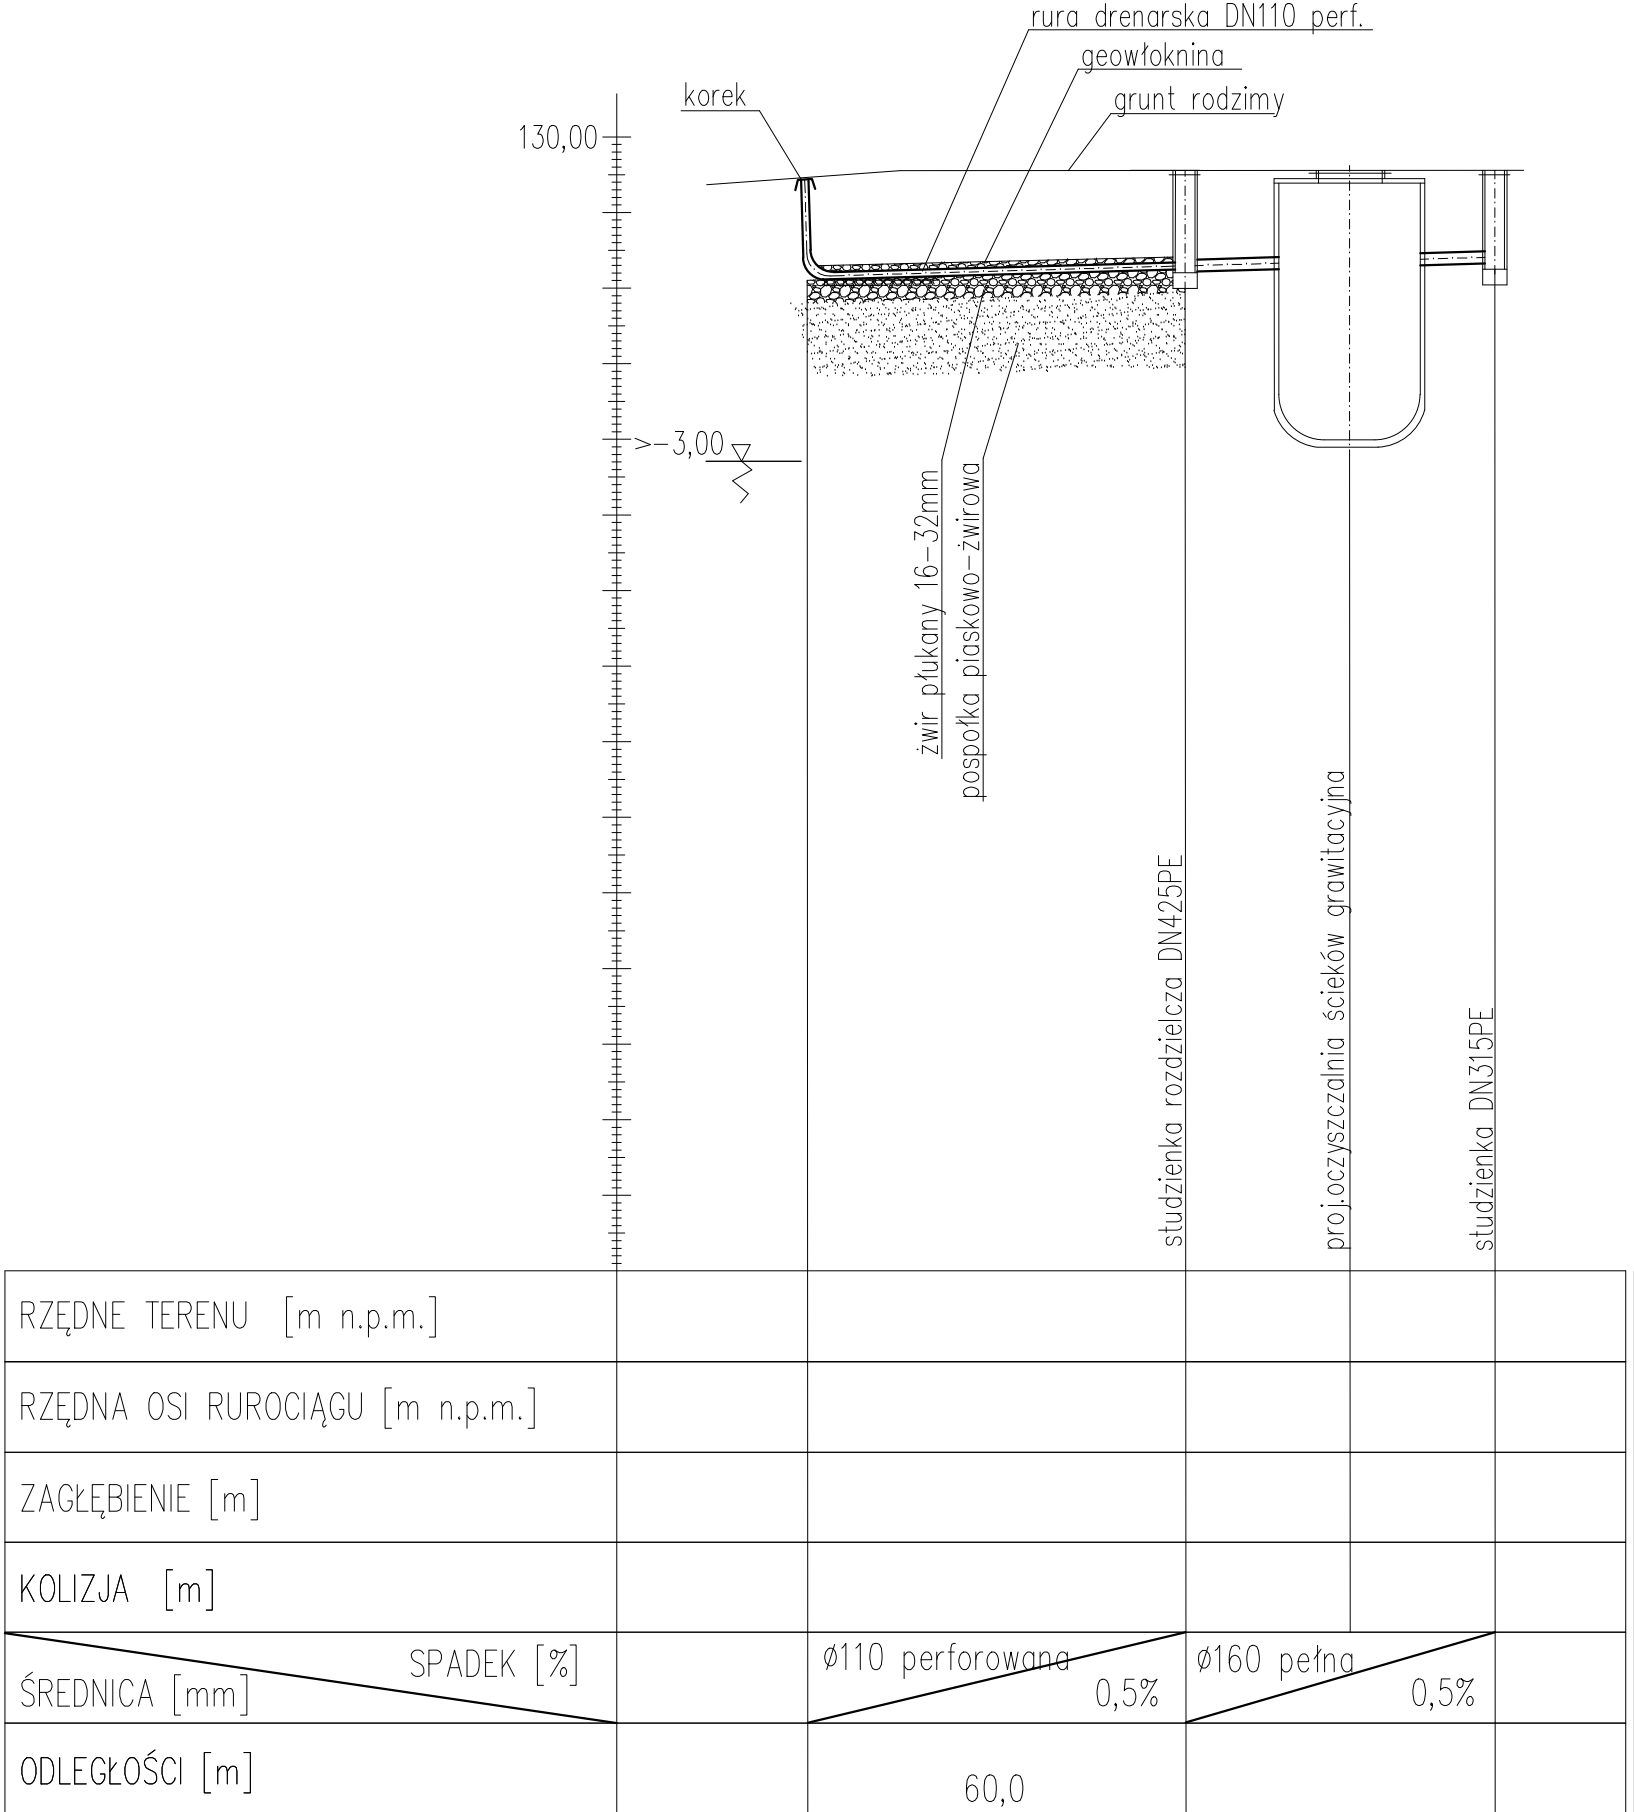 rura drenarska DN110 perf.
geowłóknina
grunt rodzimy
korek
130,00
>-3,00
żwir płukany 16-32mm
pospółka piaskowo-żwirowa
studzienka rozdzielcza DN425PE
proj.oczyszczalnia ścieków grawitacyjna
studzienka DN315PE
RZĘDNE TERENU [m n.p.m.]
RZĘDNA OSI RUROCIĄGU [m n.p.m.]
ZAGŁĘBIENIE [m]
KOLIZJA [m]
SPADEK [%]
ŚREDNICA [mm]
Ø110 perforowana
0,5%
Ø160 pełna
0,5%
ODLEGŁOŚCI [m]
60,0